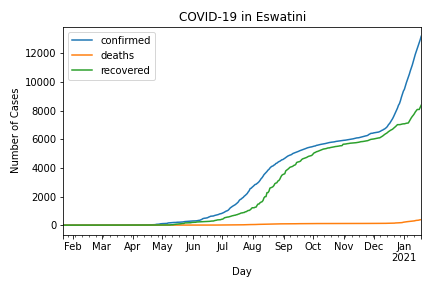 COVID-19 in Eswatini
confirmed
deaths
recovered
Number of Cases
12000
10000
8000
6000
4000
2000
0
Feb Mar Apr May Jun Jul Aug Sep Oct Nov Dec Jan
2021
Day